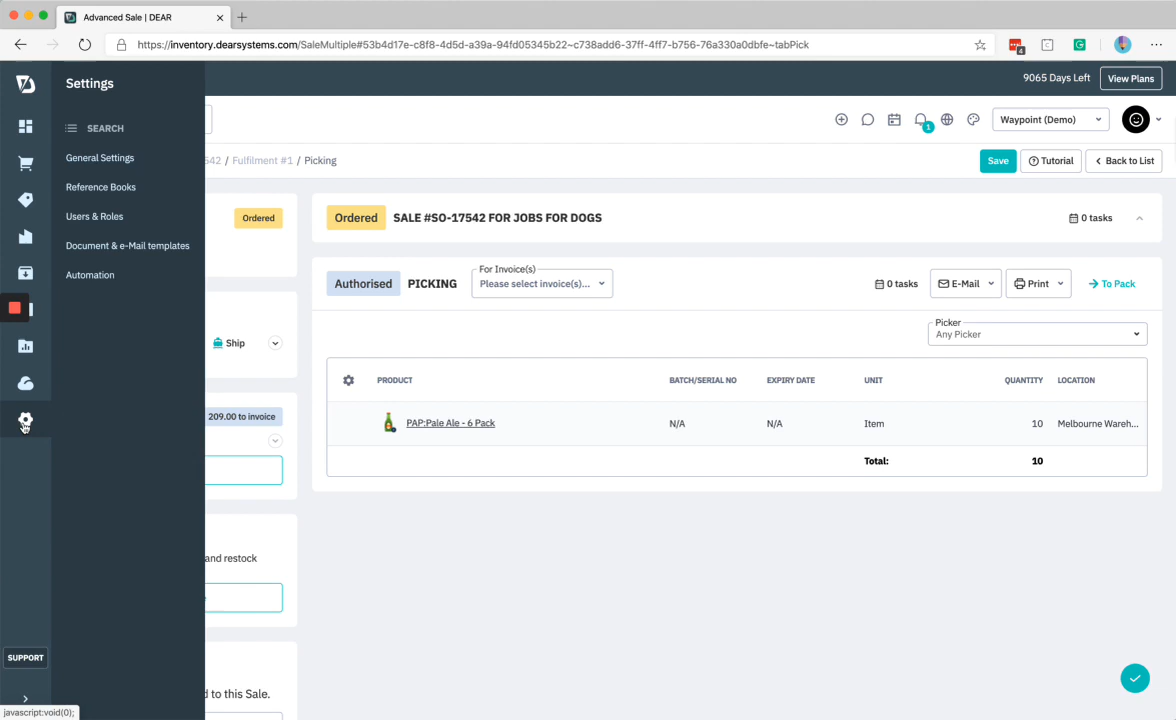 Advanced Sale | DEAR
https://inventory.dearsystems.com/SaleMultiple#53b4d17e-c8f8-4d5d-a39a-94fd05345b22~c738add6-37ff-4ff7-b756-76a330a0dbfe~tabPick
4
C
G
Settings
9065 Days Left
View Plans
SEARCH
1
Waypoint (Demo)
General Settings
542 / Fulfilment #1 / Picking
Save
Tutorial
Back to List
Reference Books
Users & Roles
Ordered
Ordered
SALE #SO-17542 FOR JOBS FOR DOGS
0 tasks
Document & e-Mail templates
Automation
Authorised
PICKING
For Invoice(s)
Please select invoice(s)...
0 tasks
E-Mail
Print
To Pack
Picker
Any Picker
Ship
PRODUCT
BATCH/SERIAL NO
EXPIRY DATE
UNIT
QUANTITY
LOCATION
209.00 to invoice
PAP:Pale Ale - 6 Pack
N/A
N/A
Item
10
Melbourne Wareh...
Total:
10
and restock
SUPPORT
d to this Sale.
javascript:void(0);